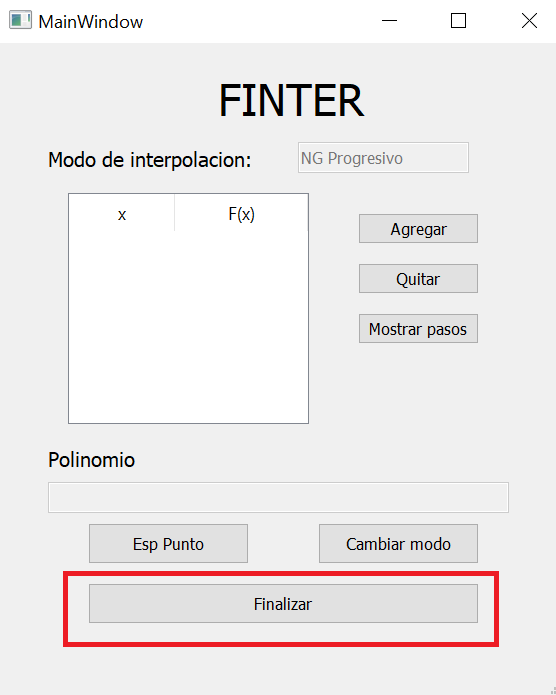 MainWindow
FINTER
Modo de interpolacion: NG Progresivo
x F(x)
Agregar
Quitar
Mostrar pasos
Polinomio
Esp Punto Cambiar modo
Finalizar